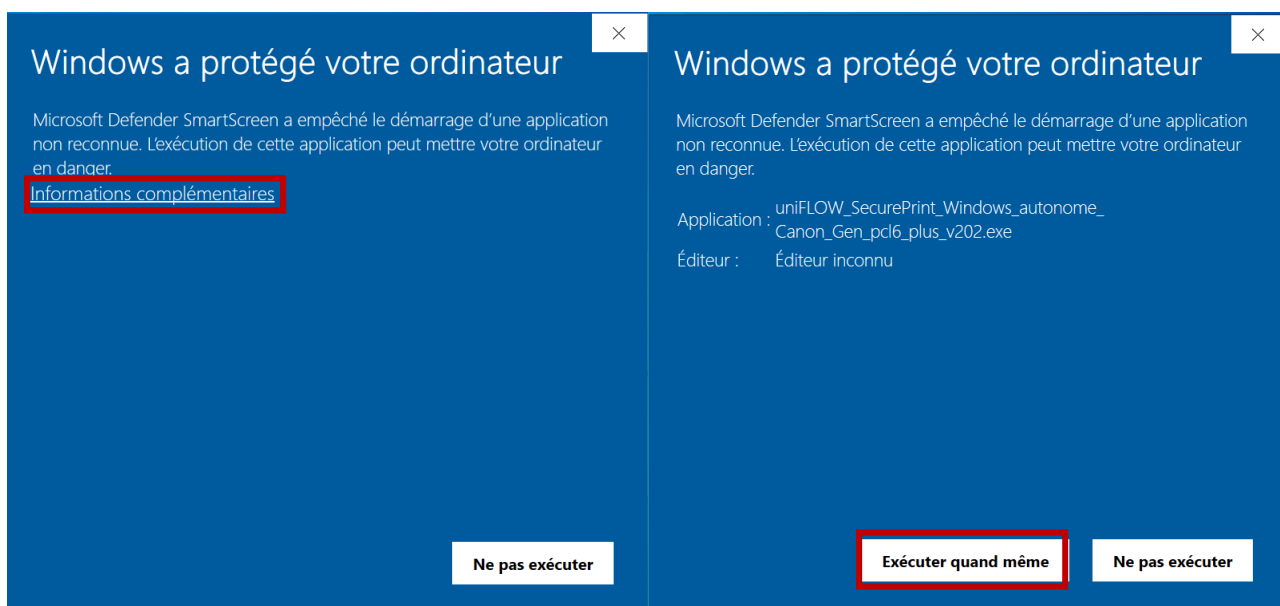 Windows a protégé votre ordinateur
Microsoft Defender SmartScreen a empêché le démarrage d'une application
non reconnue. L'exécution de cette application peut mettre votre ordinateur
en danger.
Informations complémentaires
Ne pas exécuter
Windows a protégé votre ordinateur
Microsoft Defender SmartScreen a empêché le démarrage d'une application
non reconnue. L'exécution de cette application peut mettre votre ordinateur
en danger.
Application : uniFLOW_SecurePrint_Windows_autonome_
Canon_Gen_pcl6_plus_v202.exe
Éditeur : Éditeur inconnu
Exécuter quand même Ne pas exécuter